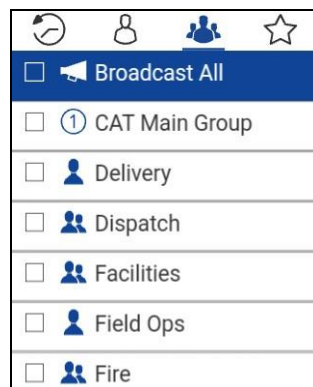 Broadcast All
1 CAT Main Group
Delivery
Dispatch
Facilities
Field Ops
Fire